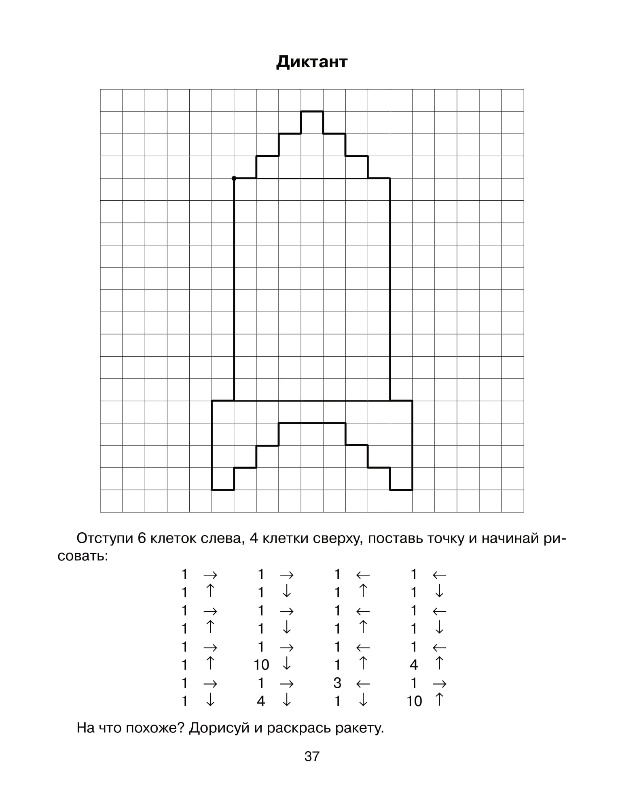 Диктант
Отступи 6 клеток слева, 4 клетки сверху, поставь точку и начинай ри-
совать:
1 → 1 → 1 ← 1 ←
1 ↑ 1 ↓ 1 ↑ 1 ↓
1 → 1 → 1 ← 1 ←
1 ↑ 1 ↓ 1 ↑ 1 ↓
1 → 1 → 1 ← 1 ←
1 ↑ 10 ↓ 1 ↑ 4 ↑
1 → 1 → 3 ← 1 →
1 ↓ 4 ↓ 1 ↓ 10 ↑
На что похоже? Дорисуй и раскрась ракету.
37